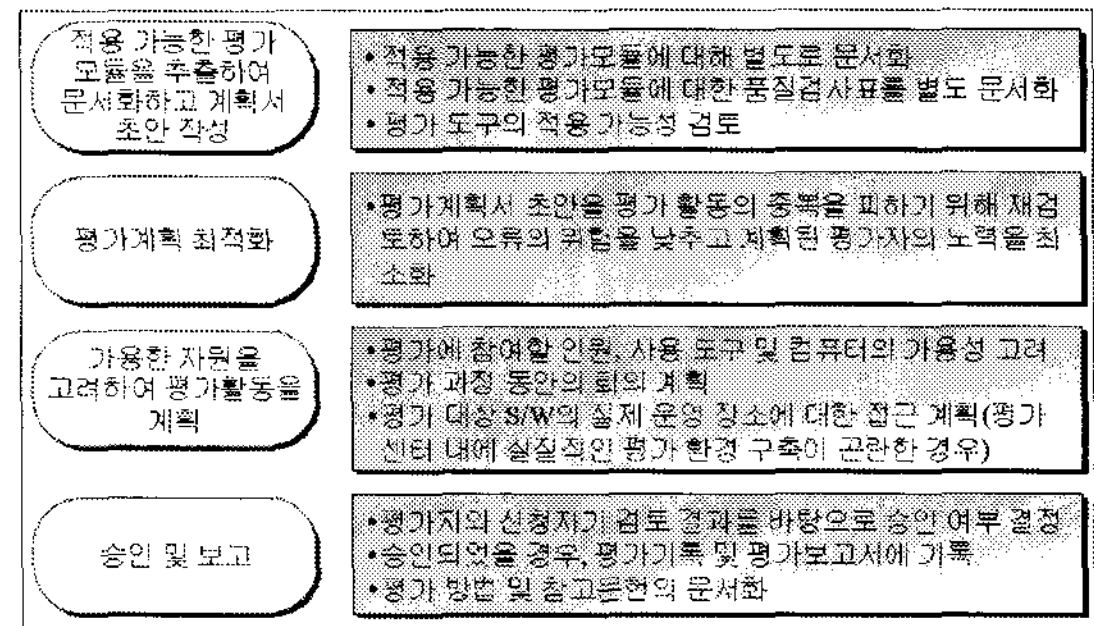 적용 가능한 평가
모듈을 추출하여
문서화하고 계획서
초안 작성
•적용 가능한 평가모듈에 대해 별도로 문서화
•적용 가능한 평가모듈에 대한 품질검사표를 별도 문서화
•평가 도구의 적용 가능성 검토
평가계획 최적화
•평가계획서 초안을 평가 활동의 중복을 피하기 위해 재검
토하여 오류의 위험을 낮추고 계획된 평가자의 노력을 최
소화
가용한 자원을
고려하여 평가활동을
계획
•평가에 참여할 인원, 사용 도구 및 컴퓨터의 가용성 고려
•평가 과정 동안의 회의 계획
•평가 대상 S/W의 실제 운영 장소에 대한 접근 계획(평가
센터 내에 실질적인 평가 환경 구축이 곤란한 경우)
승인 및 보고
•평가자와 신청자가 검토 결과를 바탕으로 승인 여부 결정
•승인되었을 경우, 평가기록 및 평가보고서에 기록
•평가 방법 및 참고문헌의 문서화